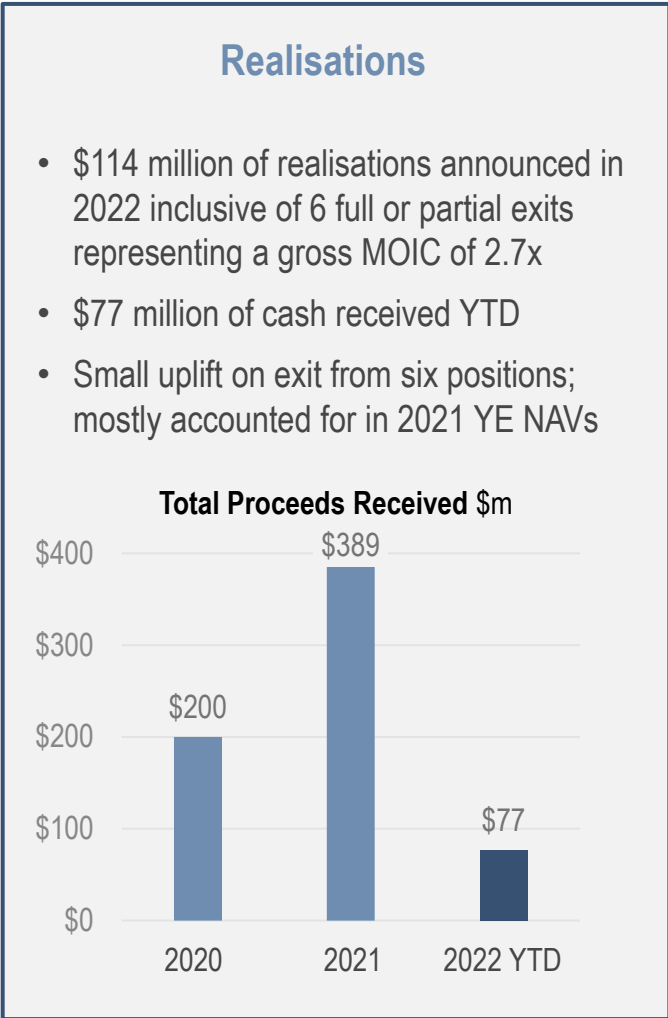 Realisations
• $114 million of realisations announced in
2022 inclusive of 6 full or partial exits
representing a gross MOIC of 2.7x
• $77 million of cash received YTD
• Small uplift on exit from six positions;
mostly accounted for in 2021 YE NAVs
Total Proceeds Received $m
$400
$389
$300
$200
$200
$100
$77
$0
2020 2021 2022 YTD